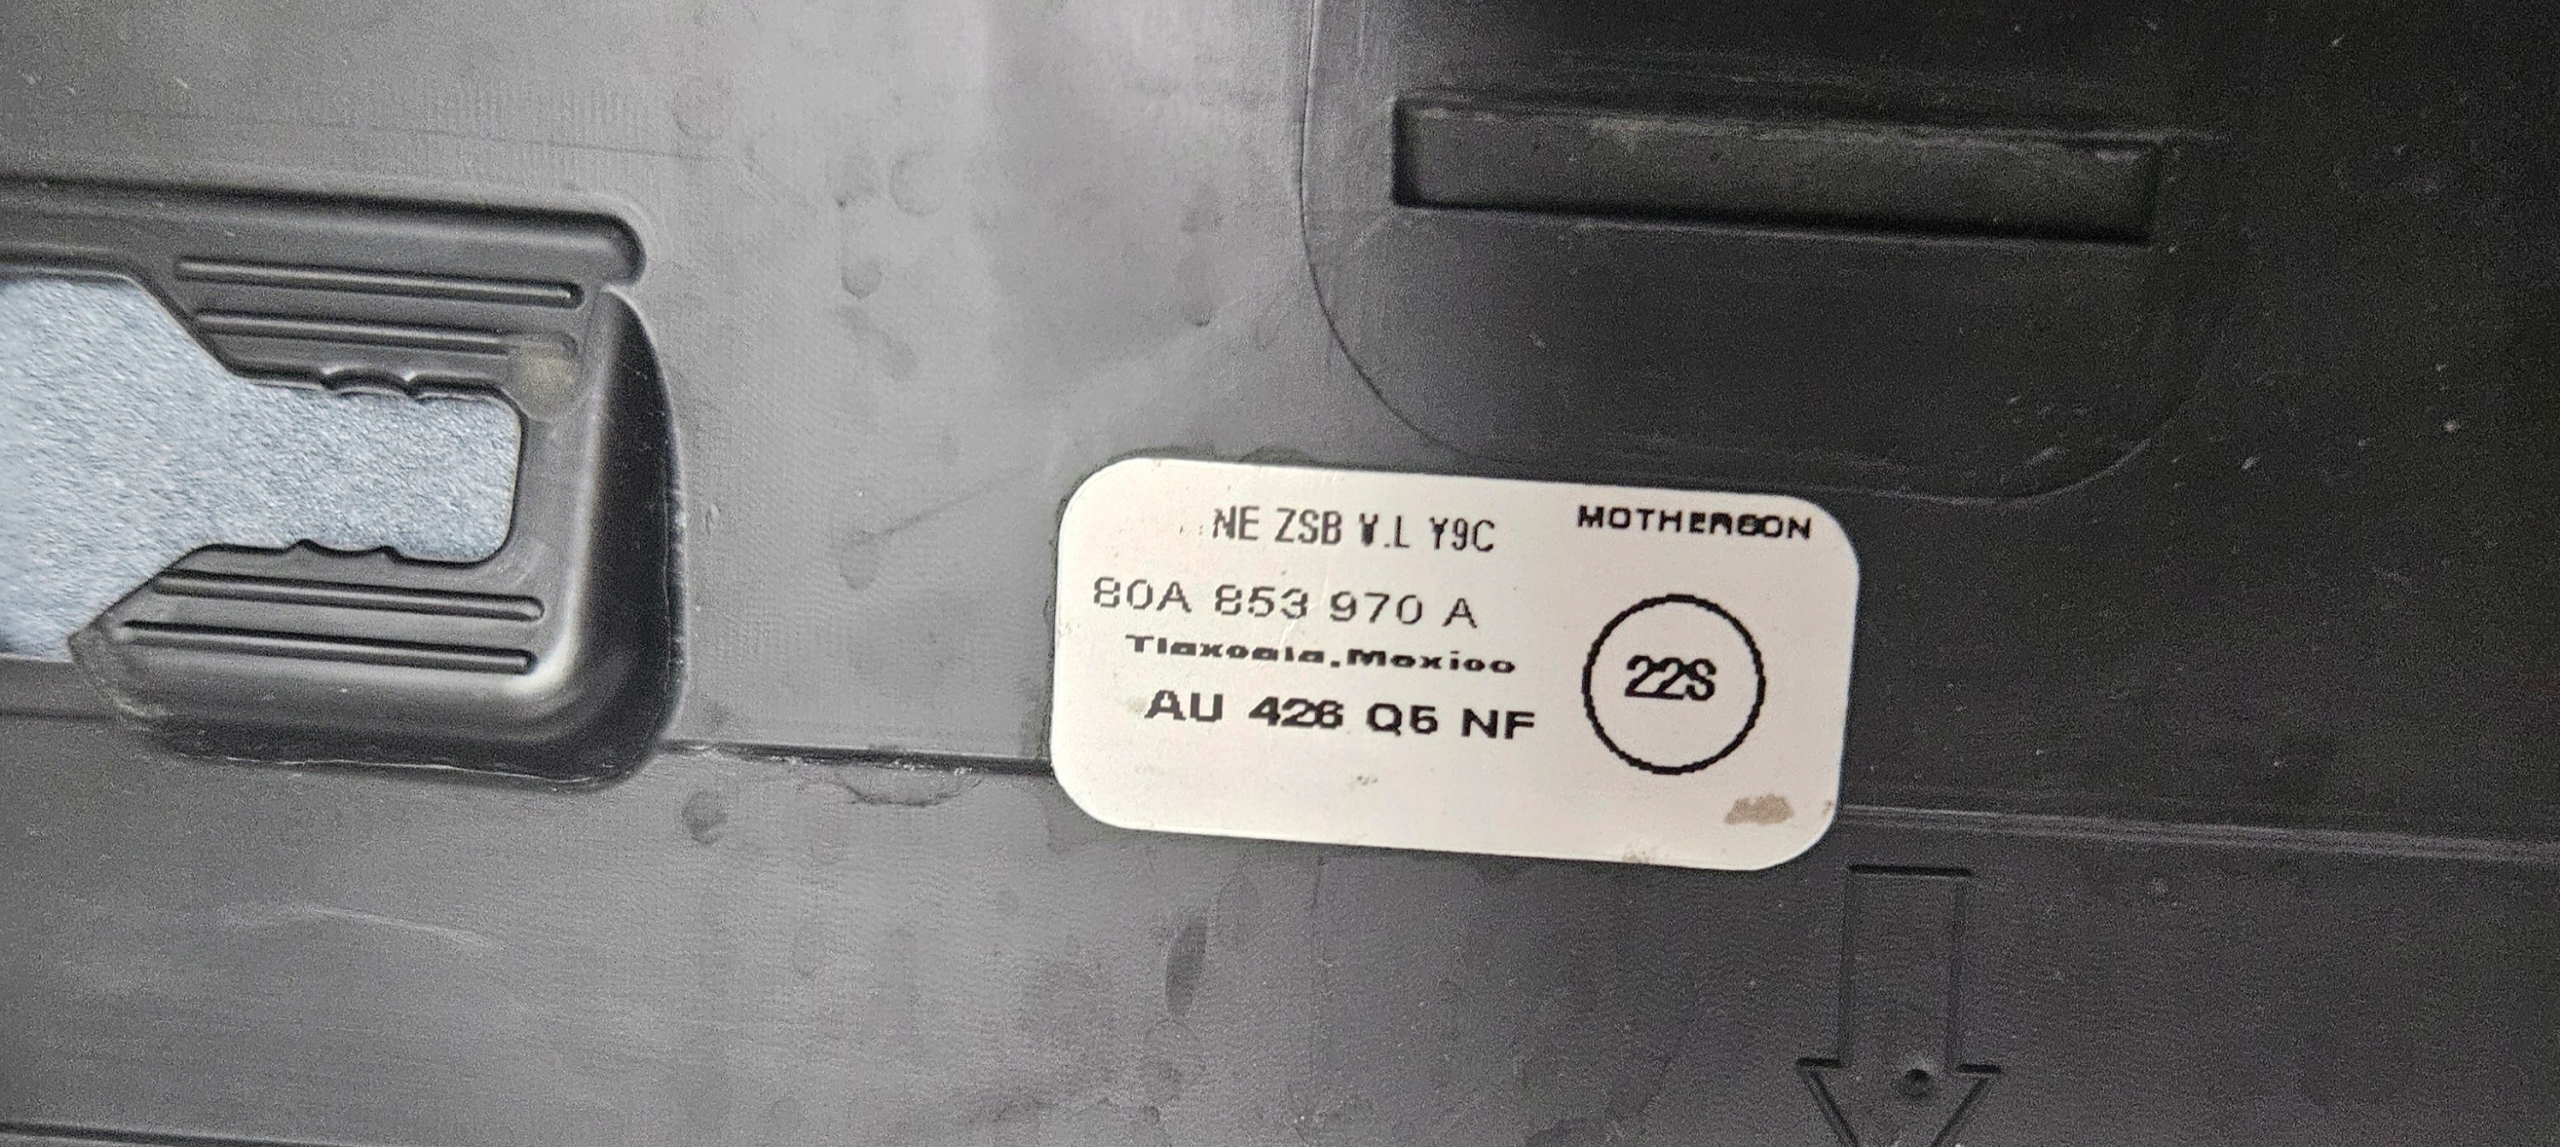 NE ZSB V.L Y9C
MOTHERSON
80A 853 970 A
Tlaxcala,Mexico
22S
AU 426 Q5 NF